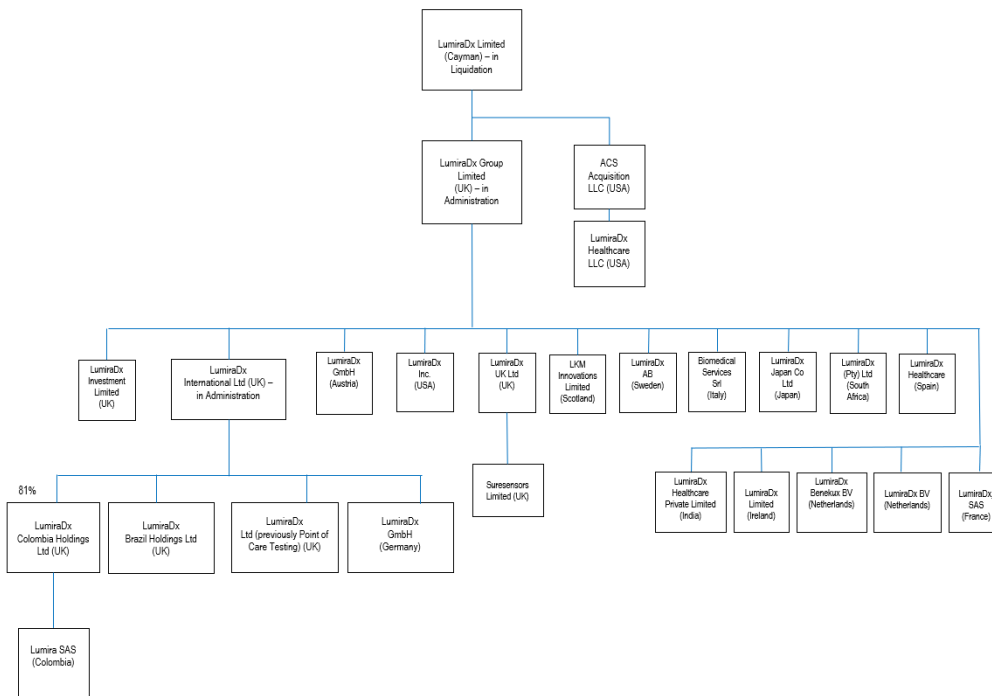 LumiraDx Limited
(Cayman) – in
Liquidation
LumiraDx Group
Limited
(UK) – in
Administration
ACS
Acquisition
LLC (USA)
LumiraDx
Healthcare
LLC (USA)
LumiraDx
Investment
Limited
(UK)
LumiraDx
International Ltd (UK) –
in Administration
LumiraDx
GmbH
(Austria)
LumiraDx
Inc.
(USA)
LumiraDx
UK Ltd
(UK)
LKM
Innovations
Limited
(Scotland)
LumiraDx
AB
(Sweden)
Biomedical
Services
Srl
(Italy)
LumiraDx
Japan Co
Ltd
(Japan)
LumiraDx
(Pty) Ltd
(South
Africa)
LumiraDx
Healthcare
(Spain)
Suresensors
Limited (UK)
LumiraDx
Healthcare
Private Limited
(India)
LumiraDx
Limited
(Ireland)
LumiraDx
Benekux BV
(Netherlands)
LumiraDx BV
(Netherlands)
LumiraDx
SAS
(France)
81%
LumiraDx
Colombia Holdings
Ltd (UK)
LumiraDx
Brazil Holdings Ltd
(UK)
LumiraDx
Ltd (previously Point of
Care Testing) (UK)
LumiraDx
GmbH
(Germany)
Lumira SAS
(Colombia)